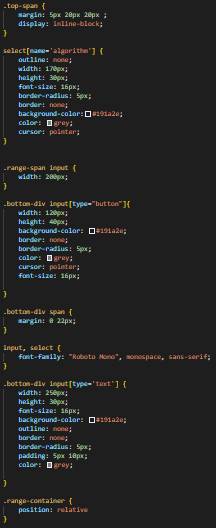 .top-span {
    margin: 5px 20px 20px ;
    display: inline-block;
}

select[name='algorithm'] {
    outline: none;
    width: 170px;
    height: 30px;
    font-size: 16px;
    border-radius: 5px;
    border: none;
    background-color: #191a2e;
    color: grey;
    cursor: pointer;
}

.range-span input {
    width: 200px;
}

.bottom-div input[type="button"]{
    width: 120px;
    height: 40px;
    background-color: #191a2e;
    border: none;
    border-radius: 5px;
    color: grey;
    cursor: pointer;
    font-size: 16px;

}

.bottom-div span {
    margin: 0 22px;
}

input, select {
    font-family: "Roboto Mono", monospace, sans-serif;
}

.bottom-div input[type='text'] {
    width: 250px;
    height: 30px;
    font-size: 16px;
    background-color: #191a2e;
    outline: none;
    border: none;
    border-radius: 5px;
    padding: 5px 10px;
    color: grey;
}

.range-container {
    position: relative
}